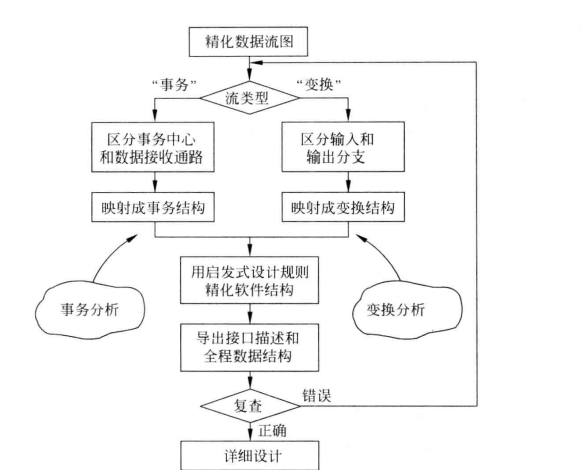 精化数据流图
“事务”
“变换”
流类型
区分事务中心
和数据接收通路
区分输入和
输出分支
映射成事务结构
映射成变换结构
用启发式设计规则
精化软件结构
事务分析
变换分析
导出接口描述和
全程数据结构
复查
错误
正确
详细设计